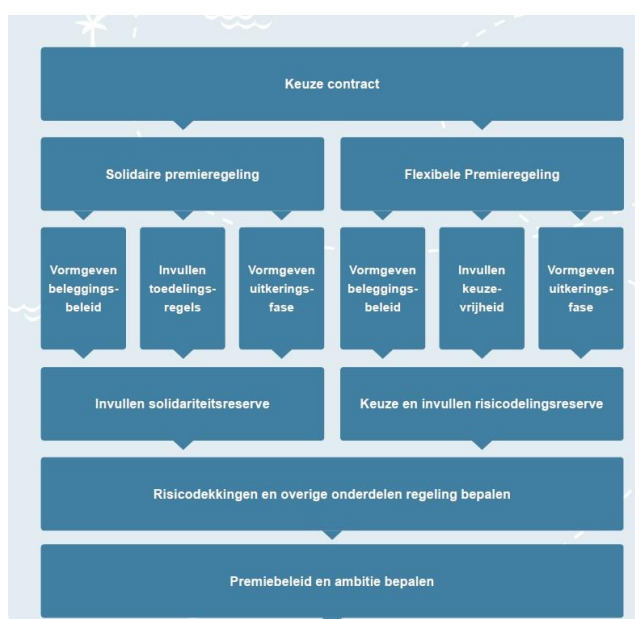 Keuze contract
Solidaire premieregeling
Flexibele Premieregeling
Vormgeven
beleggings-
beleid
Invullen
toedelings-
regels
Vormgeven
uitkerings-
fase
Vormgeven
beleggings-
beleid
Invullen
keuze-
vrijheid
Vormgeven
uitkerings-
fase
Invullen solidariteitsreserve
Keuze en invullen risicodelingsreserve
Risicodekkingen en overige onderdelen regeling bepalen
Premiebeleid en ambitie bepalen